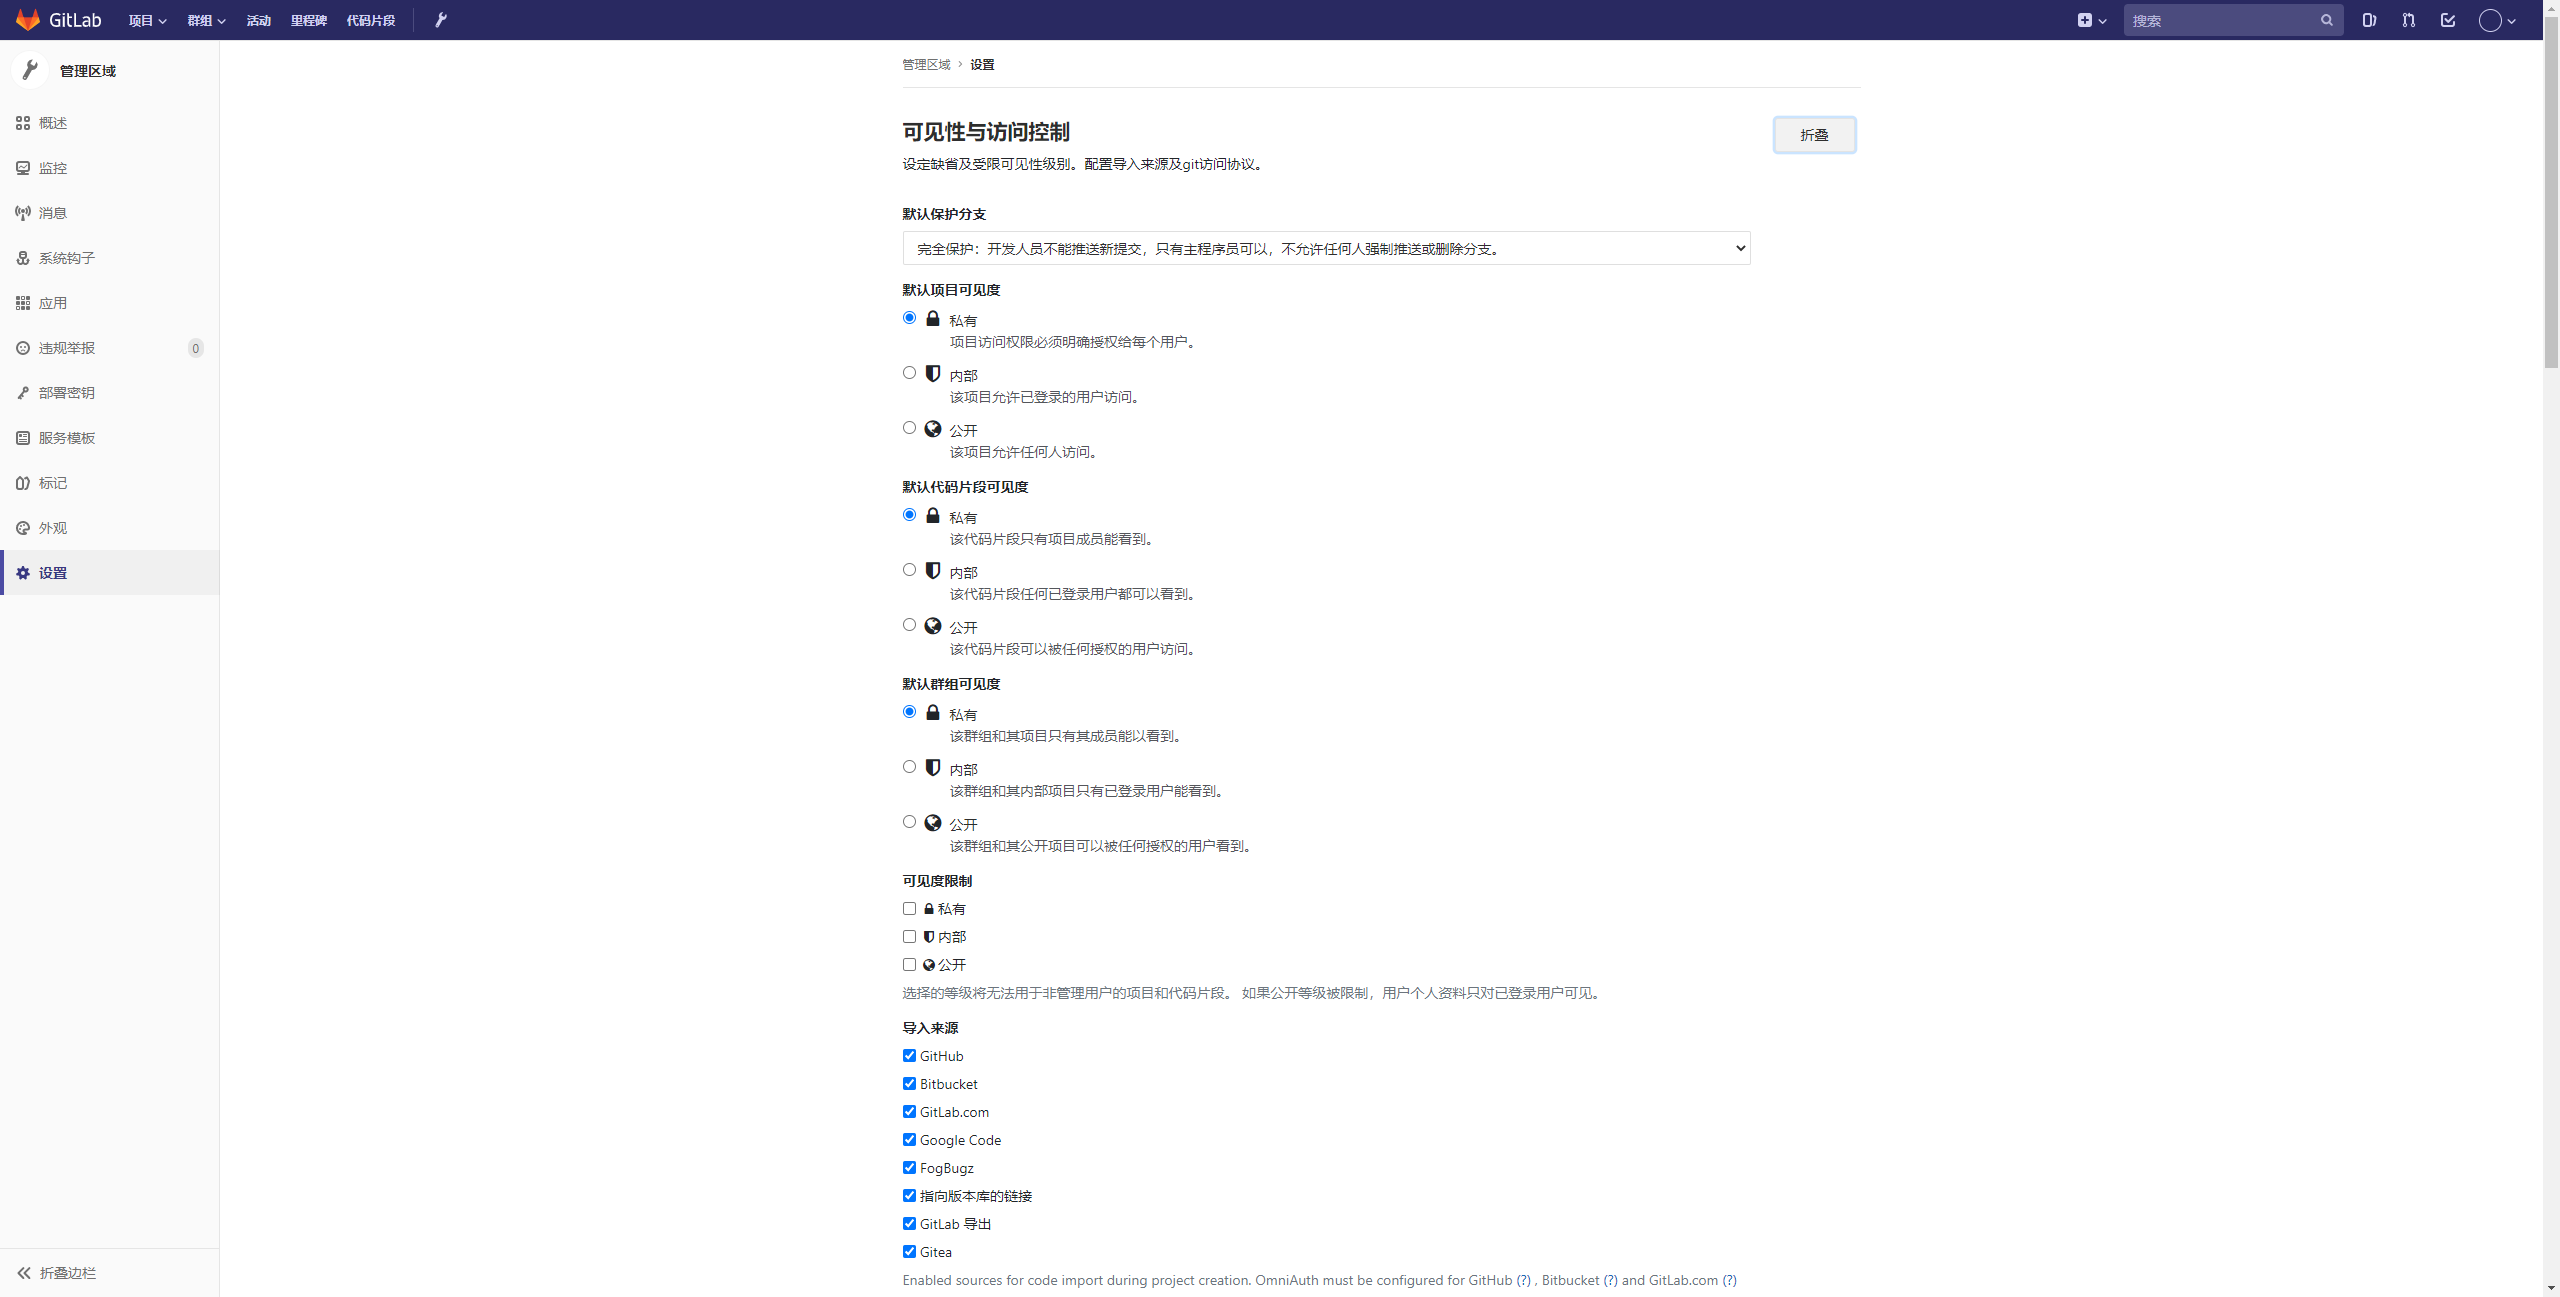 GitLab 项目 群组 活动 里程碑 代码片段 搜索
管理区域
概述
监控
消息
系统钩子
应用
违规举报 0
部署密钥
服务模板
标记
外观
设置
折叠边栏
管理区域 › 设置
可见性与访问控制
折叠
设定缺省及受限可见性级别。配置导入来源及git访问协议。
默认保护分支
完全保护：开发人员不能推送新提交，只有主程序员可以，不允许任何人强制推送或删除分支。
默认项目可见度
私有
项目访问权限必须明确授权给每个用户。
内部
该项目允许已登录的用户访问。
公开
该项目允许任何人访问。
默认代码片段可见度
私有
该代码片段只有项目成员能看到。
内部
该代码片段任何已登录用户都可以看到。
公开
该代码片段可以被任何授权的用户访问。
默认群组可见度
私有
该群组和其项目只有其成员能以看到。
内部
该群组和其内部项目只有已登录用户能看到。
公开
该群组和其公开项目可以被任何授权的用户看到。
可见度限制
私有
内部
公开
选择的等级将无法用于非管理用户的项目和代码片段。 如果公开等级被限制，用户个人资料只对已登录用户可见。
导入来源
GitHub
Bitbucket
GitLab.com
Google Code
FogBugz
指向版本库的链接
GitLab 导出
Gitea
Enabled sources for code import during project creation. OmniAuth must be configured for GitHub (?) , Bitbucket (?) and GitLab.com (?)